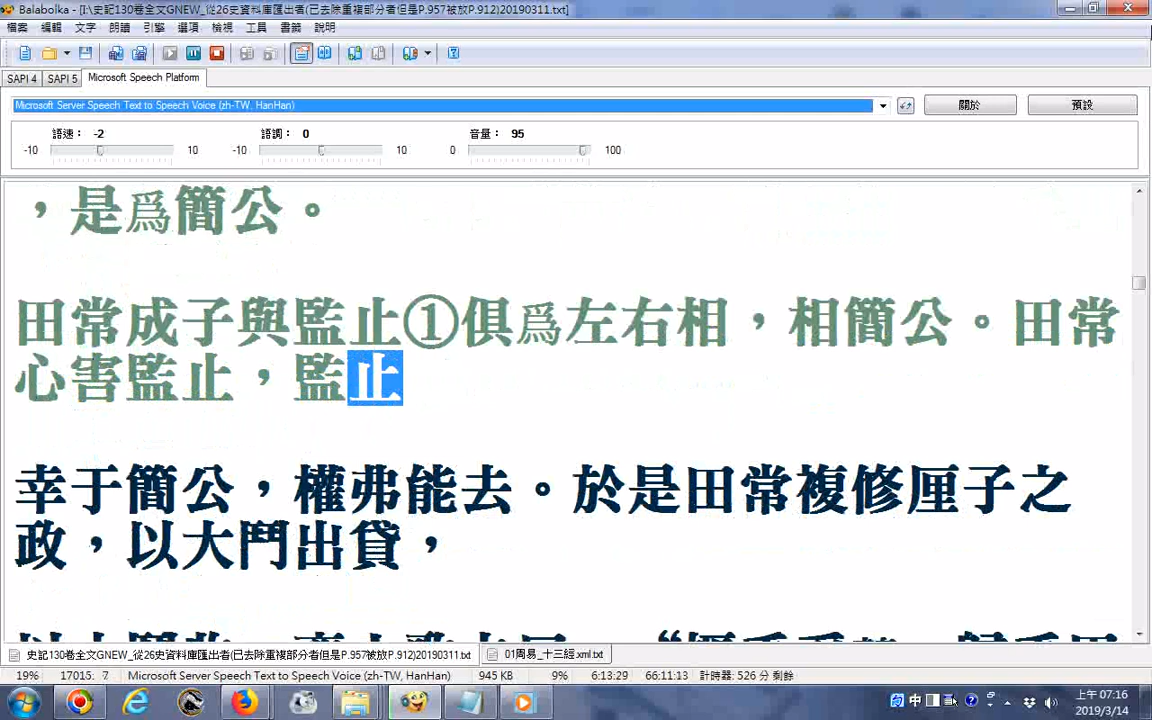 Balabolka - [I:\史記130卷全文GNEW_從26史資料庫匯出者(已去除重複部分者但是P.957被放P.912)20190311.txt]
檔案 編輯 文字 朗讀 引擎 選項 檢視 工具 書籤 說明
SAPI 4 SAPI 5 Microsoft Speech Platform
Microsoft Server Speech Text to Speech Voice (zh-TW, HanHan) 關於 預設
語速： -2 語調： 0 音量： 95
-10 10 -10 10 0 100
，是爲簡公。
田常成子與監止①俱爲左右相，相簡公。田常
心害監止，監止
幸于簡公，權弗能去。於是田常複修厘子之
政，以大鬥出貸，
史記130卷全文GNEW_從26史資料庫匯出者(已去除重複部分者但是P.957被放P.912)20190311.txt 01周易_十三經.xml.txt
19% 17015: 7 Microsoft Server Speech Text to Speech Voice (zh-TW, HanHan) 945 KB 9% 6:13:29 66:11:13 計時器: 526 分 剩餘
中 上午 07:16
2019/3/14